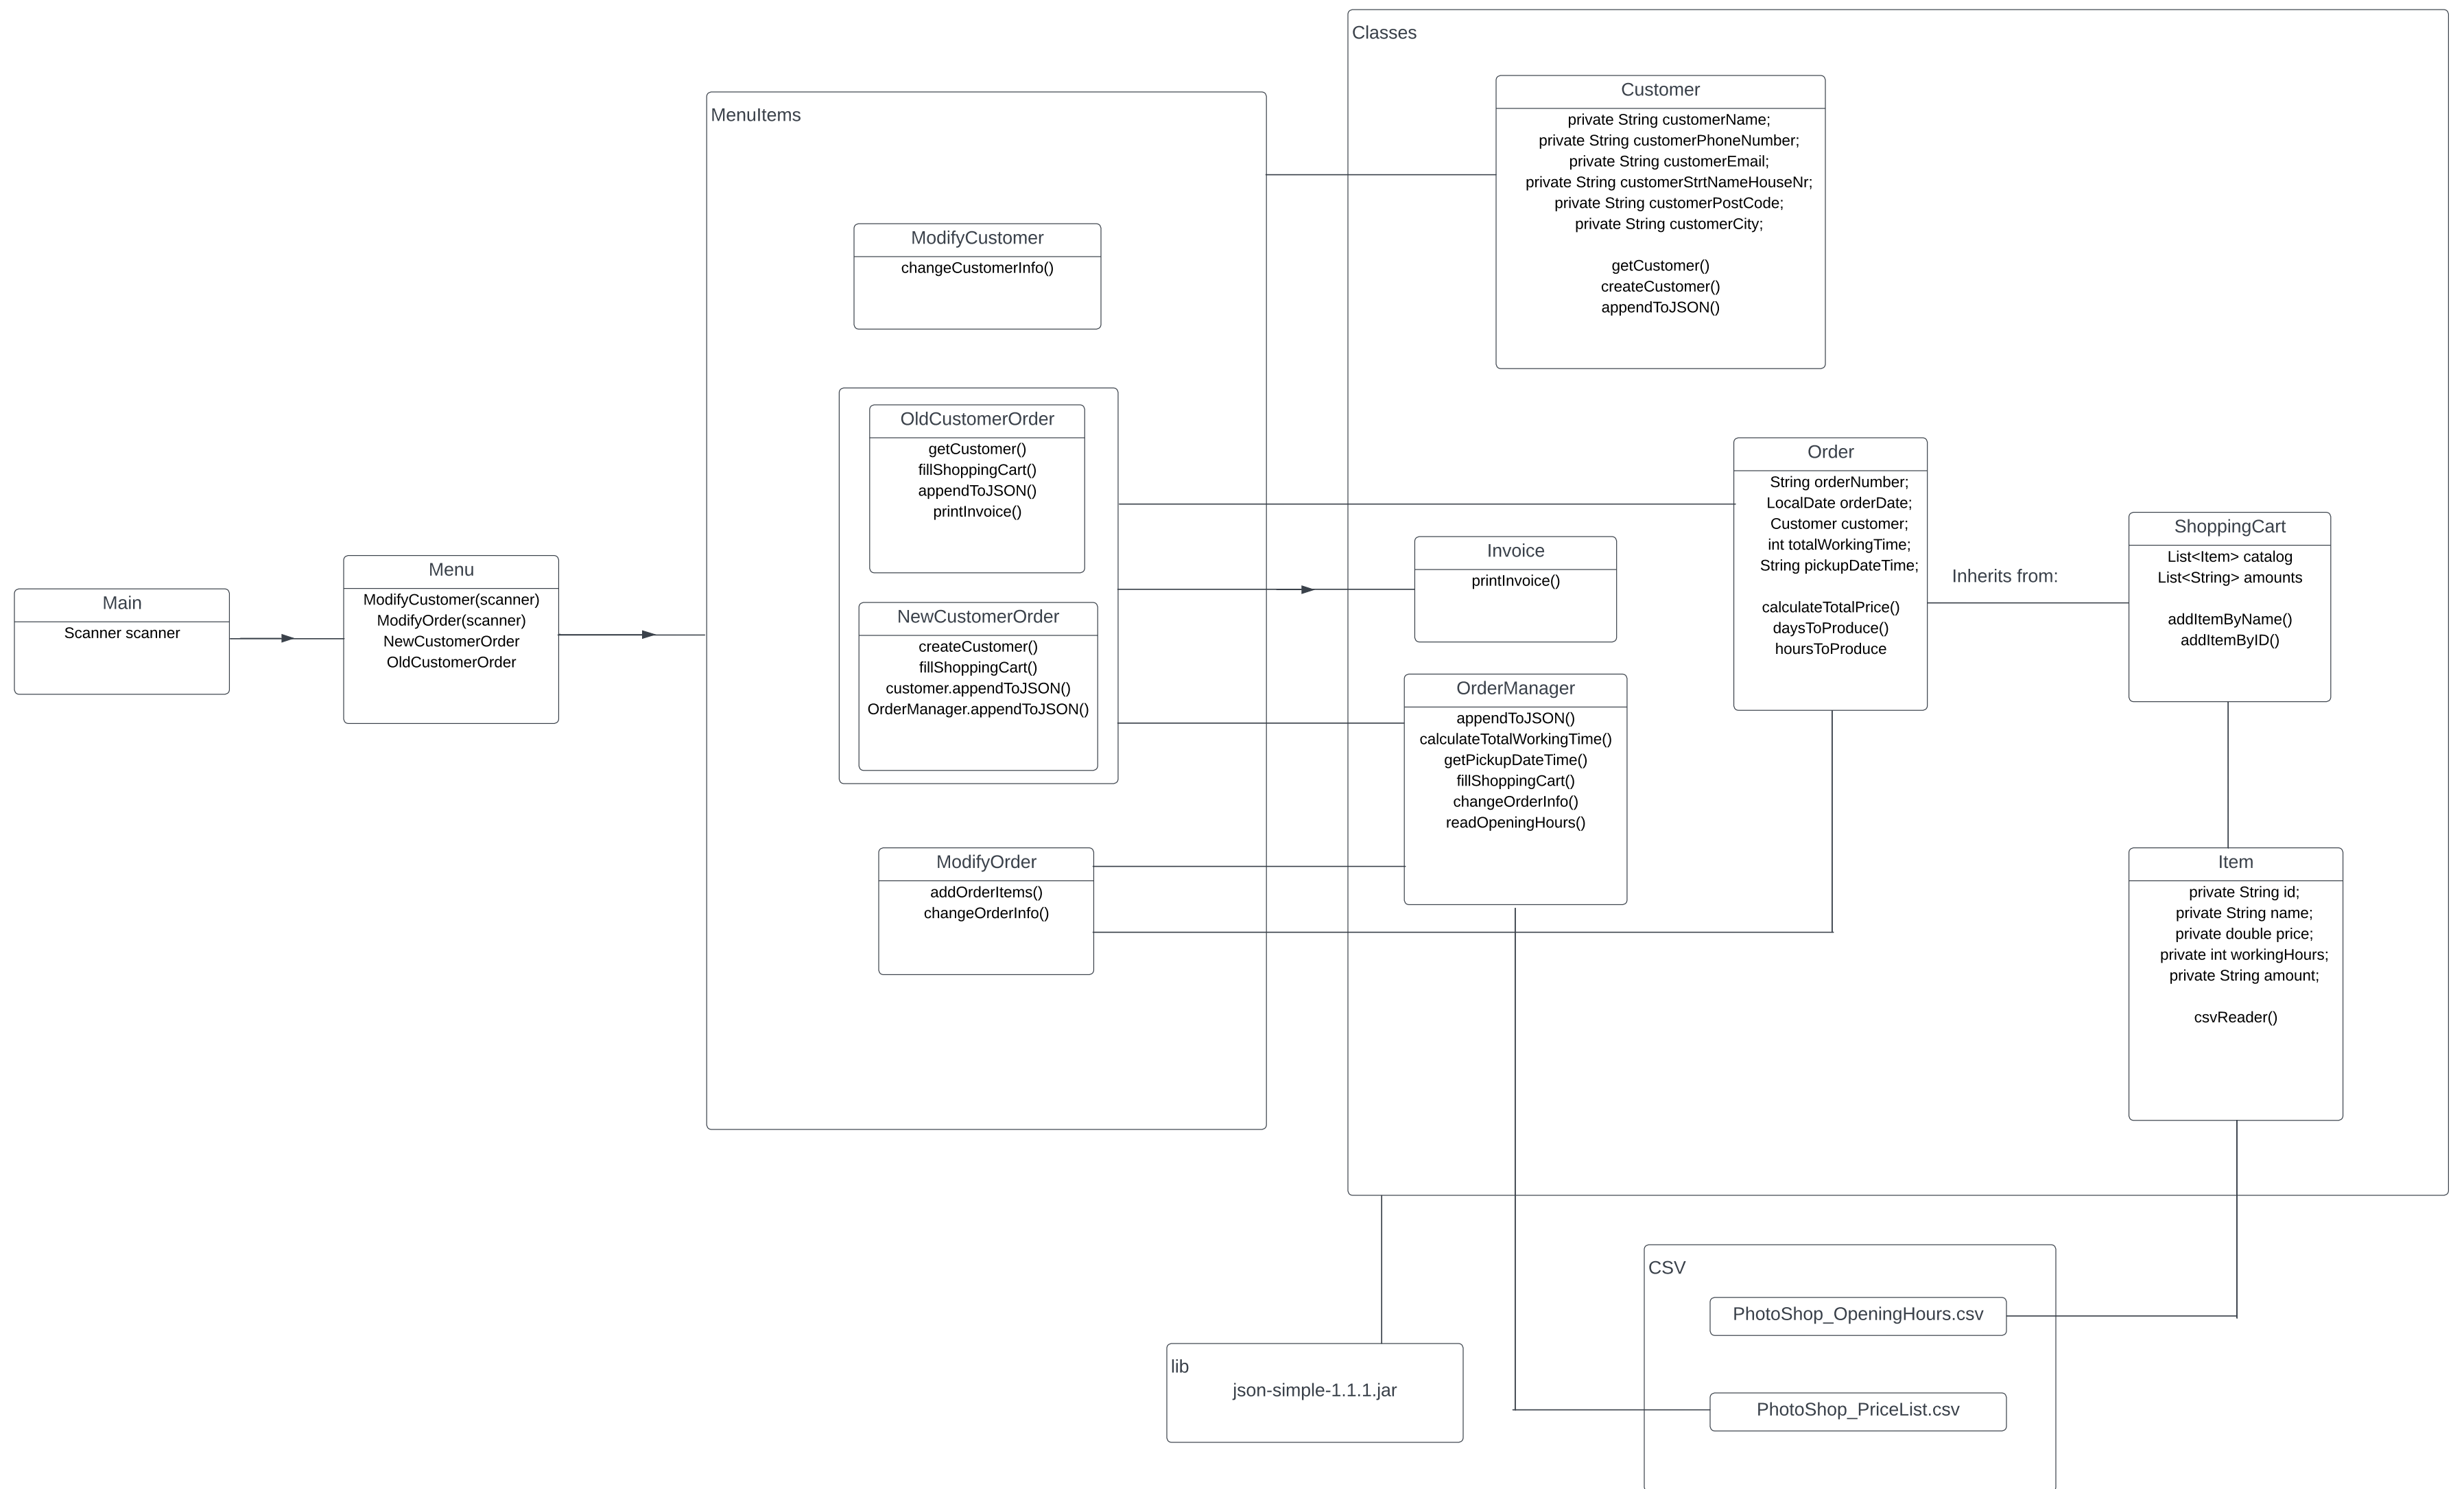 Classes
Customer
private String customerName;
private String customerPhoneNumber;
private String customerEmail;
private String customerStrtNameHouseNr;
private String customerPostCode;
private String customerCity;
getCustomer()
createCustomer()
appendToJSON()
MenuItems
ModifyCustomer
changeCustomerInfo()
OldCustomerOrder
getCustomer()
fillShoppingCart()
appendToJSON()
printInvoice()
NewCustomerOrder
createCustomer()
fillShoppingCart()
customer.appendToJSON()
OrderManager.appendToJSON()
ModifyOrder
addOrderItems()
changeOrderInfo()
Main
Scanner scanner
Menu
ModifyCustomer(scanner)
ModifyOrder(scanner)
NewCustomerOrder
OldCustomerOrder
Invoice
printInvoice()
OrderManager
appendToJSON()
calculateTotalWorkingTime()
getPickupDateTime()
fillShoppingCart()
changeOrderInfo()
readOpeningHours()
Order
String orderNumber;
LocalDate orderDate;
Customer customer;
int totalWorkingTime;
String pickupDateTime;
calculateTotalPrice()
daysToProduce()
hoursToProduce
Inherits from:
ShoppingCart
List<Item> catalog
List<String> amounts
addItemByName()
addItemByID()
Item
private String id;
private String name;
private double price;
private int workingHours;
private String amount;
csvReader()
CSV
PhotoShop_OpeningHours.csv
PhotoShop_PriceList.csv
lib
json-simple-1.1.1.jar